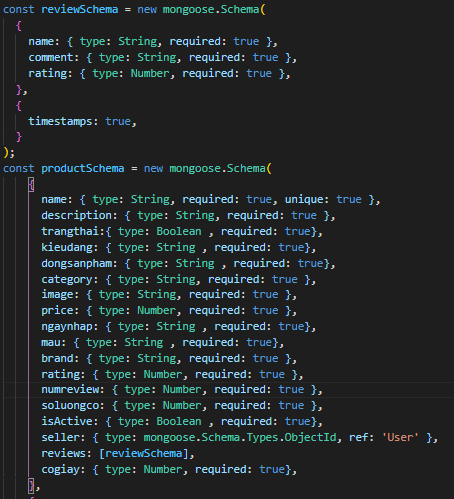 const reviewSchema = new mongoose.Schema(
{
name: { type: String, required: true },
comment: { type: String, required: true },
rating: { type: Number, required: true },
},
{
timestamps: true,
}
);
const productSchema = new mongoose.Schema(
{
name: { type: String, required: true, unique: true },
description: { type: String, required: true },
trangthai:{ type: Boolean , required: true},
kieudang: { type: String , required: true},
dongsanpham: { type: String , required: true},
category: { type: String, required: true },
image: { type: String, required: true },
price: { type: Number, required: true },
ngaynhap: { type: String , required: true},
mau: { type: String , required: true},
brand: { type: String, required: true },
rating: { type: Number, required: true },
numreview: { type: Number, required: true },
soluongco: { type: Number, required: true },
isActive: { type: Boolean , required: true},
seller: { type: mongoose.Schema.Types.ObjectId, ref: 'User' },
reviews: [reviewSchema],
cogiay: { type: Number, required: true},
},
{